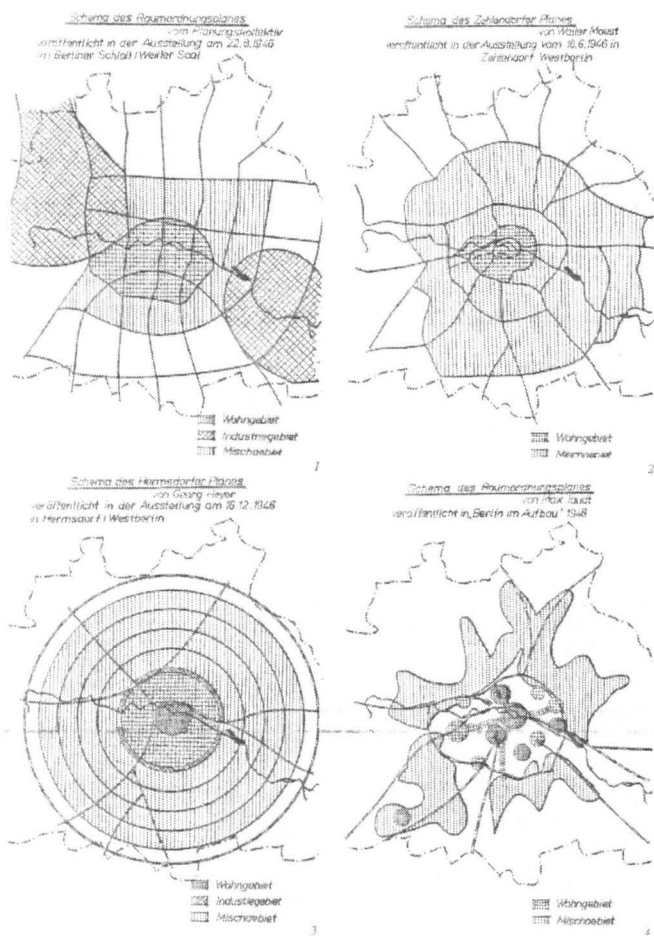 Schema des Raumordnungsplanes
vom Planungskollektiv
veröffentlicht in der Ausstellung am 22.8.1946
im Berliner Schloß / Weißer Saal
Wohngebiet
Industriegebiet
Mischgebiet
1
Schema des Zehlendorfer Planes
von Walter Moest
veröffentlicht in der Ausstellung vom 16.6.1946 in
Zehlendorf Westberlin
Wohngebiet
2
Schema des Hermsdorfer Planes
von Georg Heyer
veröffentlicht in der Ausstellung am 16.12.1946
in Hermsdorf / Westberlin
Wohngebiet
Industiegebiet
Mischgebiet
3
Schema des Raumordnungsplanes
von Max Taut
veröffentlicht in „Berlin im Aufbau" 1946
Wohngebiet
Mischgebiet
4